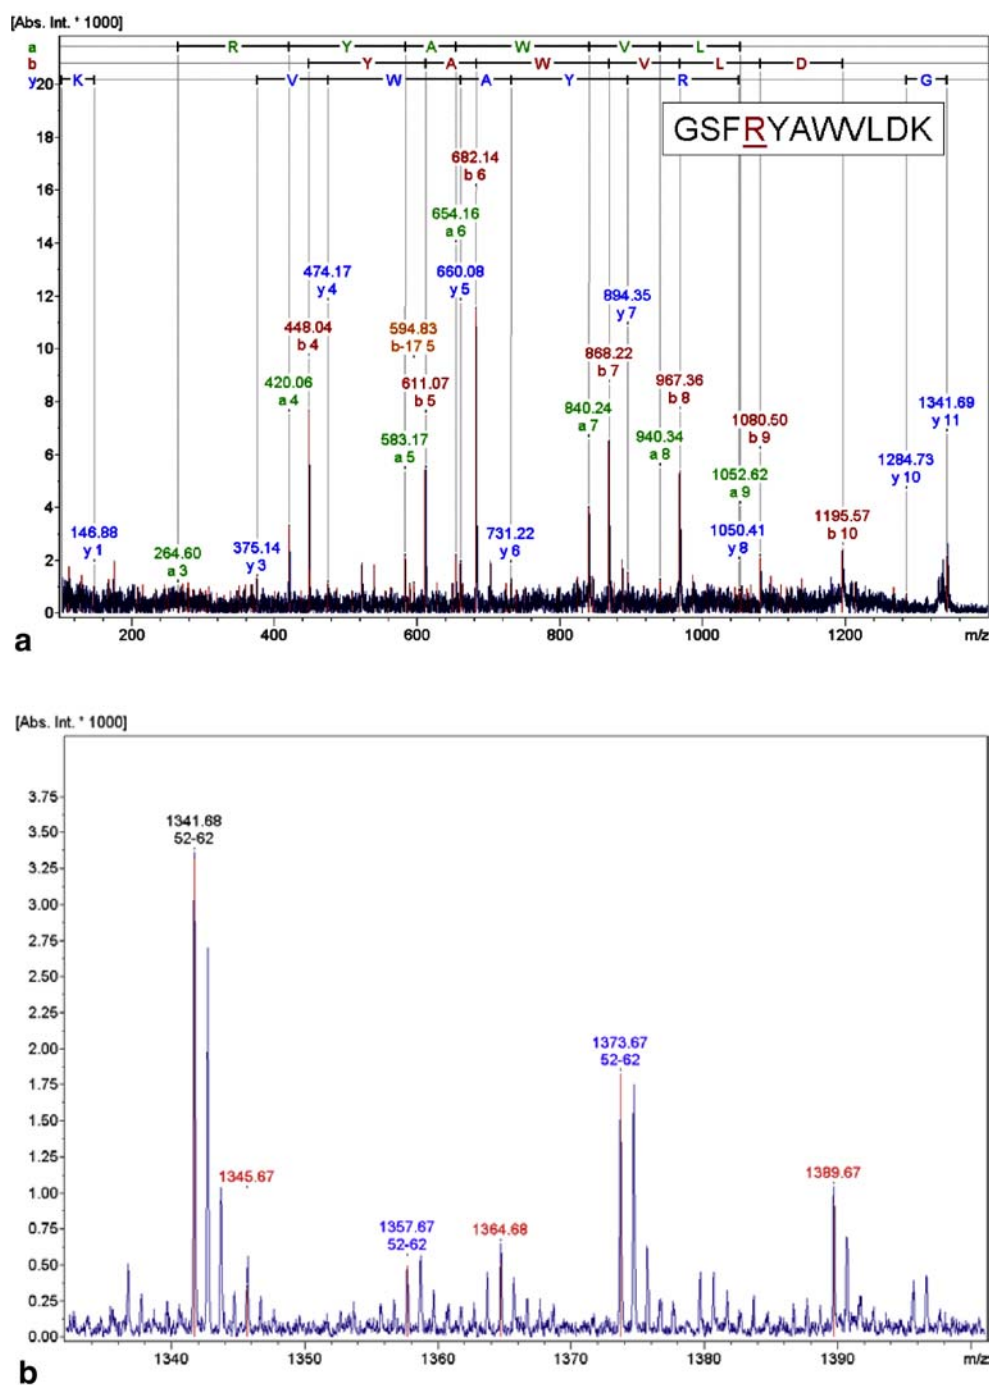 [Abs. Int. * 1000]
a R Y A W V L
b Y A W V L D
y K V W A Y R G
20
GSFRYAWVLDK
18
682.14
b 6
16
654.16
a 6
14
474.17
y 4
660.08
y 5
894.35
y 7
12
448.04
b 4
594.83
b-17 5
868.22
b 7
10
420.06
a 4
611.07
b 5
967.36
b 8
840.24
a 7
1341.69
y 11
8
583.17
a 5
940.34
a 8
1080.50
b 9
6
1284.73
y 10
1052.62
a 9
4
146.88
y 1
264.60
a 3
375.14
y 3
731.22
y 6
1050.41
y 8
1195.57
b 10
2
0
200 400 600 800 1000 1200 m/z
a
[Abs. Int. * 1000]
3.75
1341.68
52-62
3.50
3.25
3.00
2.75
2.50
2.25
2.00
1373.67
52-62
1.75
1.50
1.25
1345.67
1389.67
1.00
1357.67
52-62
1364.68
0.75
0.50
0.25
0.00
1340 1350 1360 1370 1380 1390 m/z
b